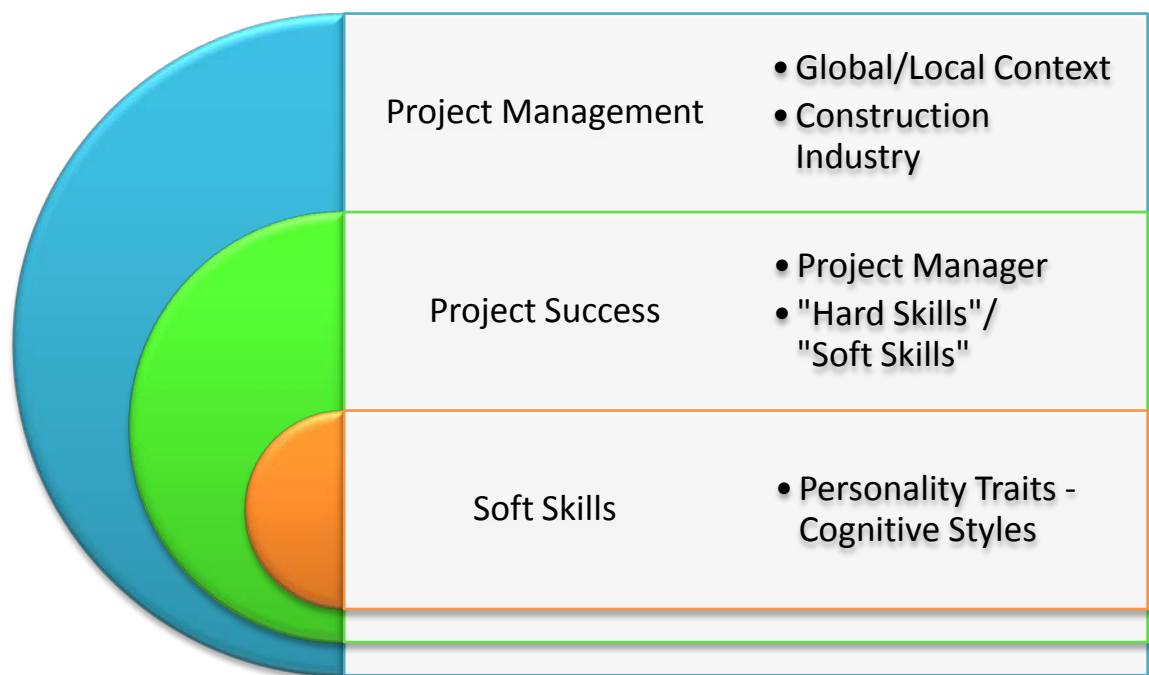 Project Management
• Global/Local Context
• Construction
Industry
Project Success
• Project Manager
• "Hard Skills"/
"Soft Skills"
Soft Skills
• Personality Traits -
Cognitive Styles